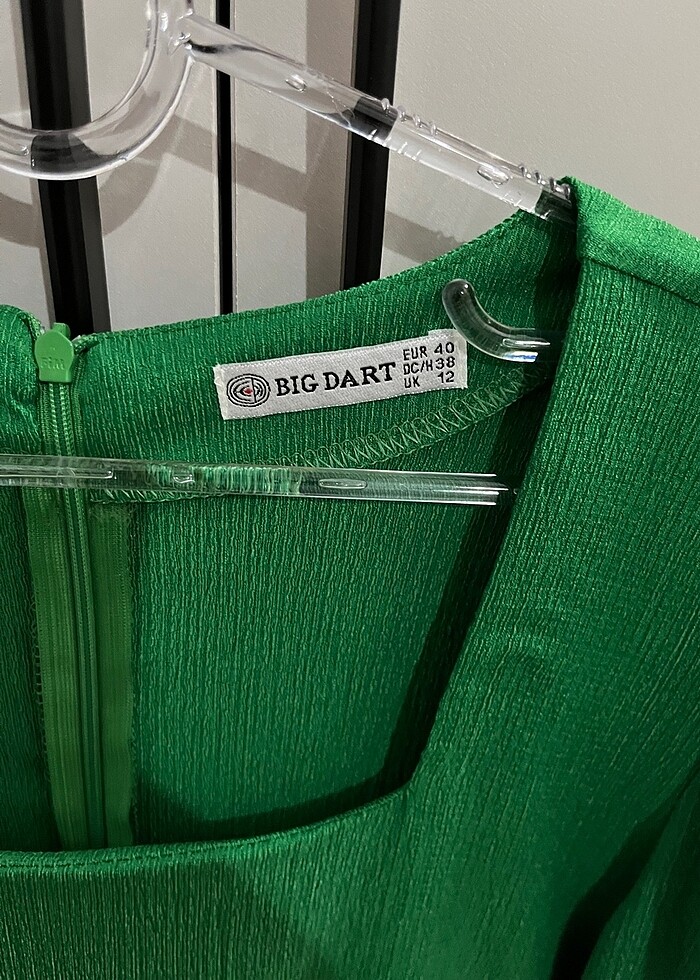 BIG DART
EUR 40
DC/H 38
UK 12